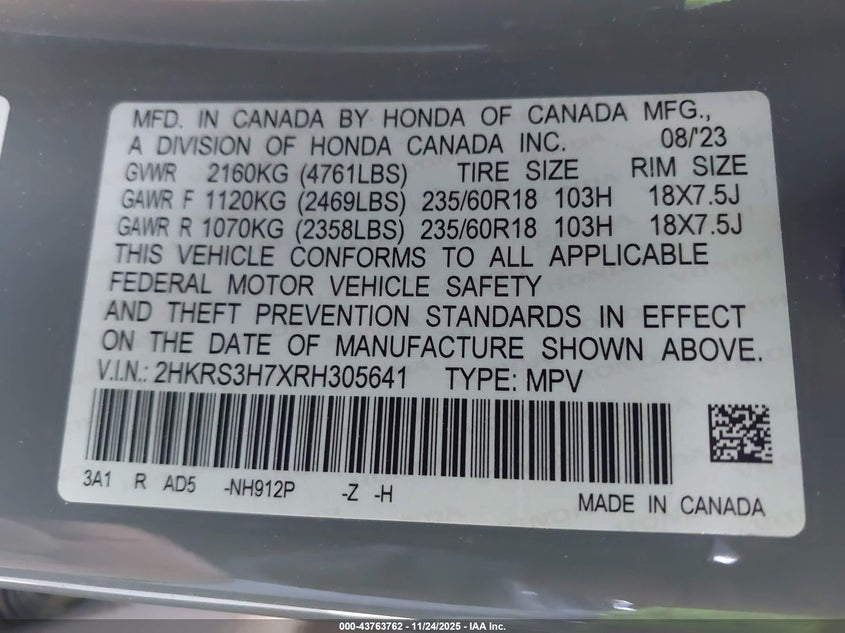 MFD. IN CANADA BY HONDA OF CANADA MFG.,
A DIVISION OF HONDA CANADA INC. 08/'23
GVWR 2160KG (4761LBS) TIRE SIZE RIM SIZE
GAWR F 1120KG (2469LBS) 235/60R18 103H 18X7.5J
GAWR R 1070KG (2358LBS) 235/60R18 103H 18X7.5J
THIS VEHICLE CONFORMS TO ALL APPLICABLE
FEDERAL MOTOR VEHICLE SAFETY
AND THEFT PREVENTION STANDARDS IN EFFECT
ON THE DATE OF MANUFACTURE SHOWN ABOVE.
V.I.N.: 2HKRS3H7XRH305641 TYPE: MPV
3A1 R AD5 -NH912P -Z -H MADE IN CANADA
000-43763762 - 11/24/2025 - IAA Inc.